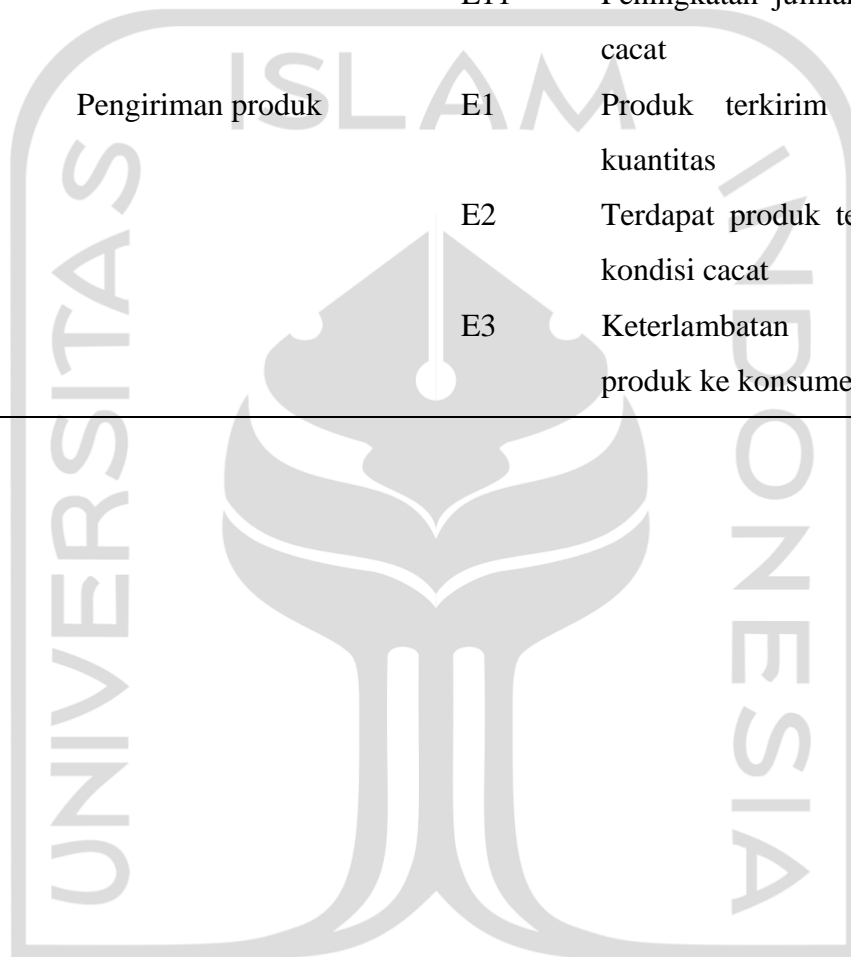 cacat
Pengiriman produk E1 Produk terkirim
kuantitas
E2 Terdapat produk
kondisi cacat
E3 Keterlambatan
produk ke
ISLAM
UNIVERSITAS
INDONESIA